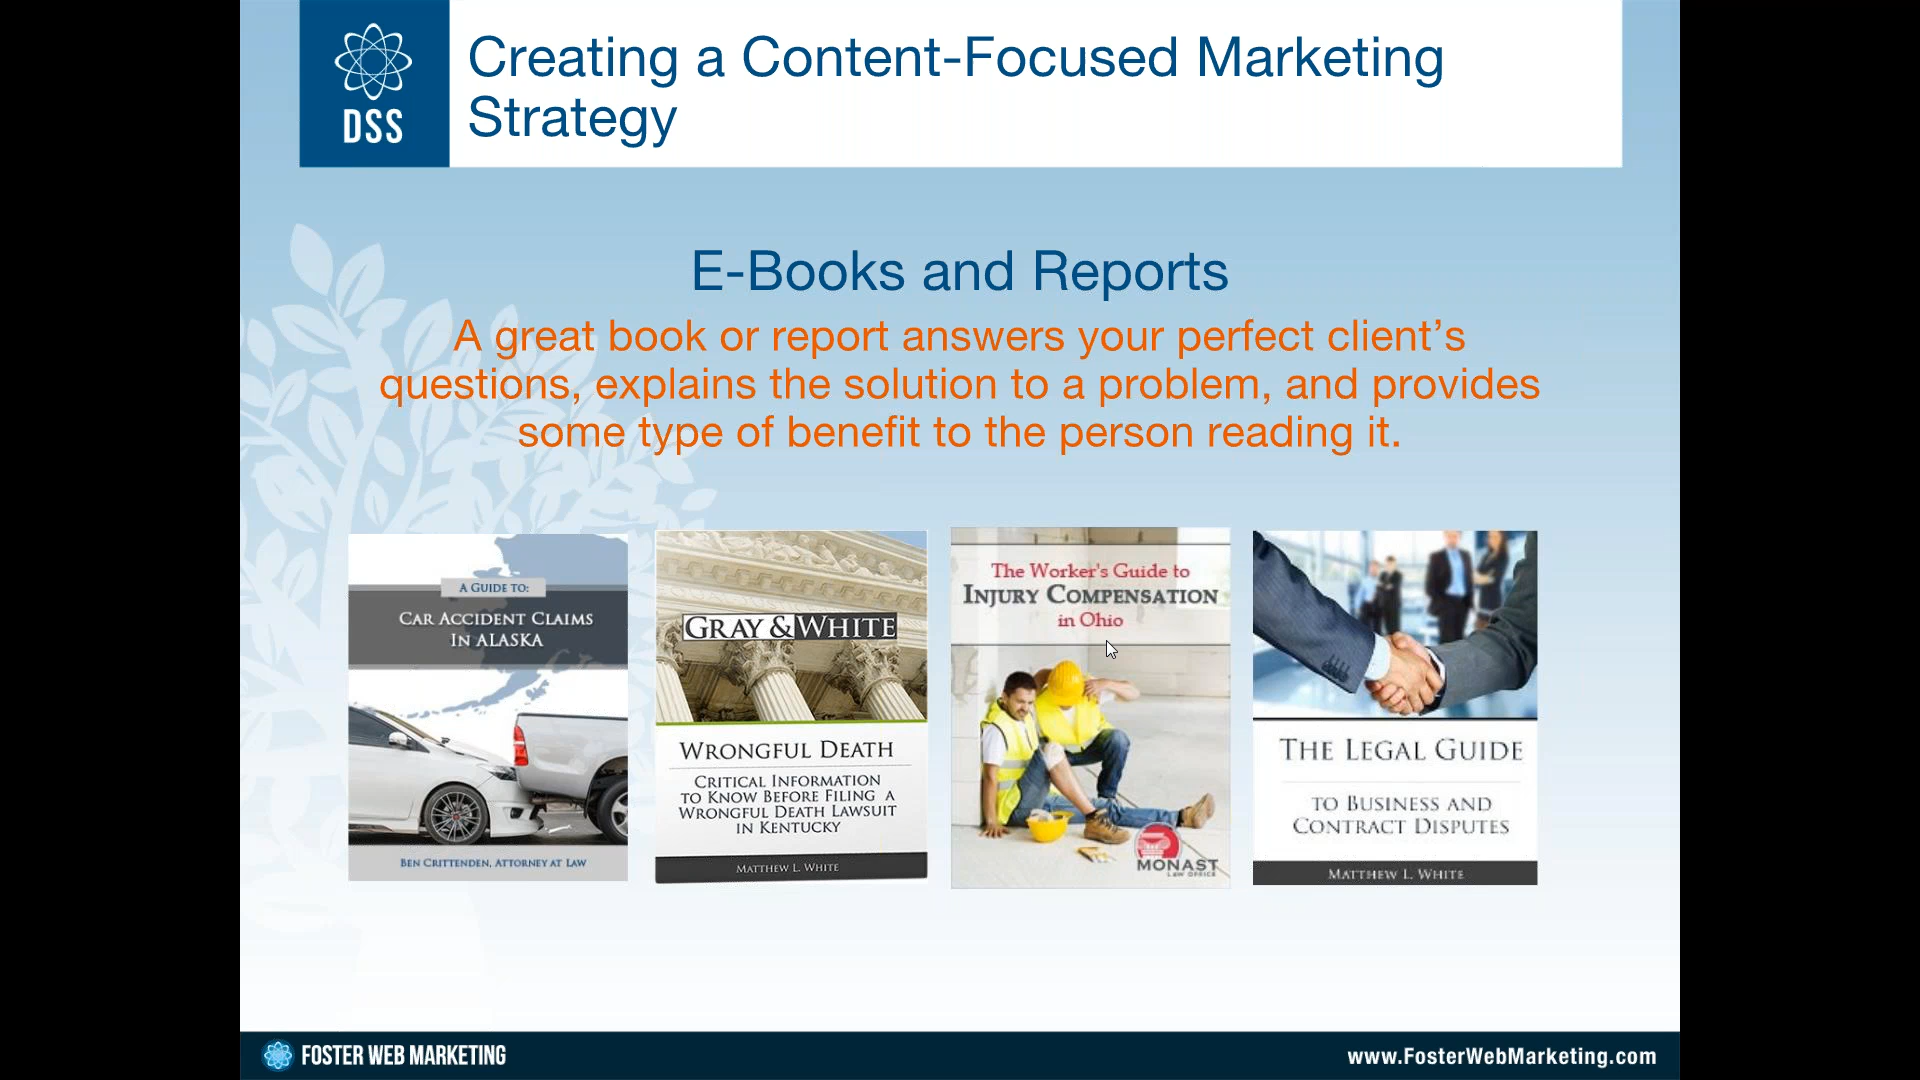 DSS
Creating a Content-Focused Marketing
Strategy
E-Books and Reports
A great book or report answers your perfect client’s
questions, explains the solution to a problem, and provides
some type of benefit to the person reading it.
A GUIDE TO:
CAR ACCIDENT CLAIMS
IN ALASKA
BEN CRITTENDEN, ATTORNEY AT LAW
GRAY & WHITE
WRONGFUL DEATH
CRITICAL INFORMATION
TO KNOW BEFORE FILING A
WRONGFUL DEATH LAWSUIT
IN KENTUCKY
MATTHEW L. WHITE
The Worker's Guide to
INJURY COMPENSATION
in Ohio
MONAST
LAW OFFICE
THE LEGAL GUIDE
TO BUSINESS AND
CONTRACT DISPUTES
MATTHEW L. WHITE
FOSTER WEB MARKETING
www.FosterWebMarketing.com